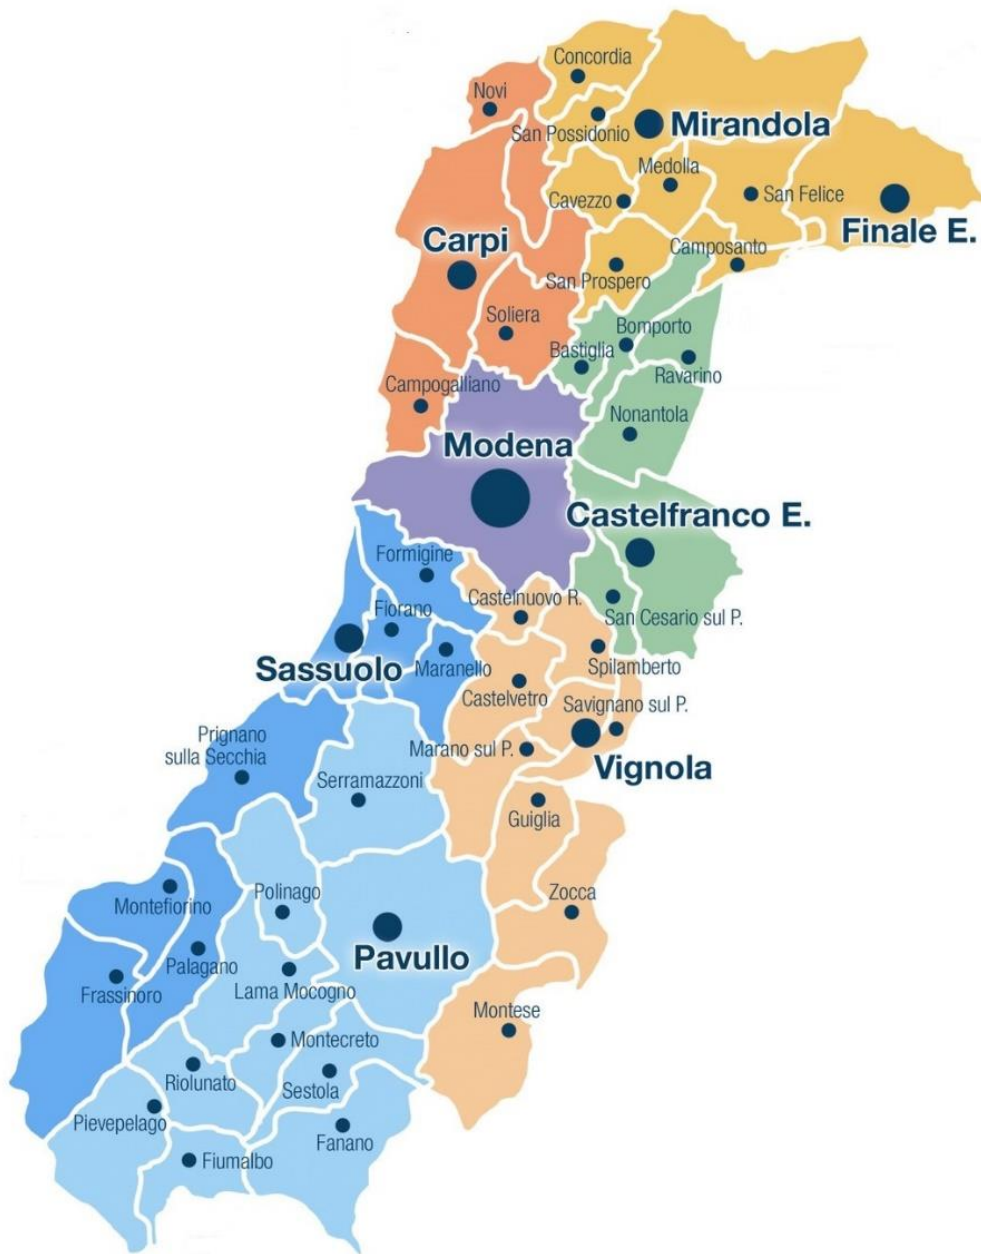 Concordia
Novi
San Possidonio
Mirandola
Medolla
Cavezzo
San Felice
Finale E.
Carpi
Camposanto
San Prospero
Soliera
Bomporto
Bastiglia
Ravarino
Campogalliano
Nonantola
Modena
Castelfranco E.
Formigine
Castelnuovo R.
Fiorano
San Cesario sul P.
Sassuolo
Maranello
Spilamberto
Castelvetro
Savignano sul P.
Prignano
sulla Secchia
Marano sul P.
Vignola
Serramazzoni
Guiglia
Polinago
Zocca
Montefiorino
Pavullo
Palagano
Frassinoro
Lama Mocogno
Montese
Montecreto
Riolunato
Sestola
Pievepelago
Fanano
Fiumalbo